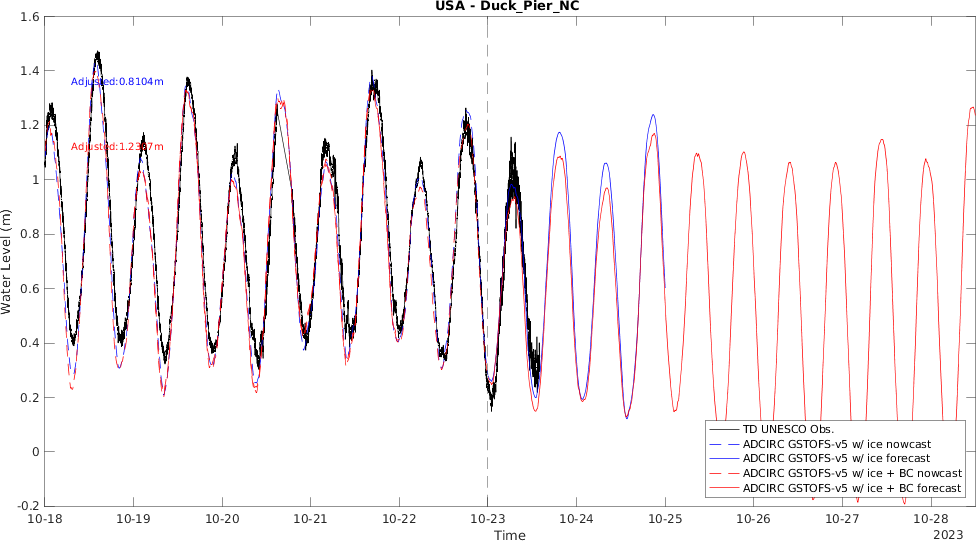 USA - Duck_Pier_NC
1.6
1.4
1.2
1
0.8
0.6
0.4
0.2
0
-0.2
Water Level (m)
Adjusted:0.8104m
TD UNESCO Obs.
ADCIRC GSTOFS-v5 w/ ice nowcast
ADCIRC GSTOFS-v5 w/ ice forecast
ADCIRC GSTOFS-v5 w/ ice + BC nowcast
ADCIRC GSTOFS-v5 w/ ice + BC forecast
10-18 10-19 10-20 10-21 10-22 10-23 10-24 10-25 10-26 10-27 10-28
Time 2023